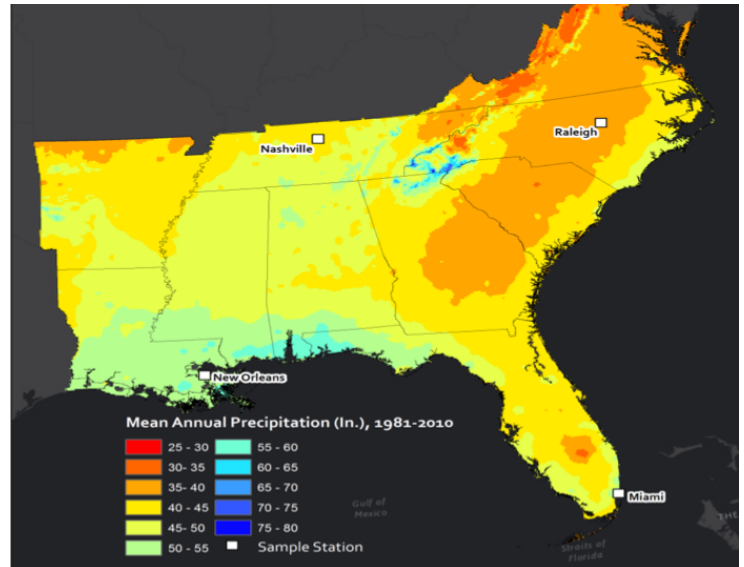 Nashville
Raleigh
New Orleans
Mean Annual Precipitation (In.), 1981-2010
25 - 30
30 - 35
35 - 40
40 - 45
45 - 50
50 - 55
55 - 60
60 - 65
65 - 70
70 - 75
75 - 80
Sample Station
Miami
Gulf of
Mexico
THE
Straits of
Florida